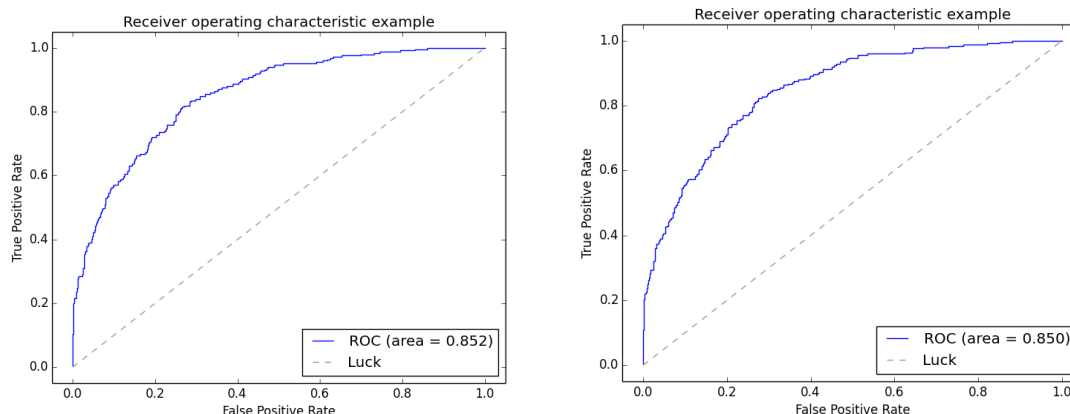 Receiver operating characteristic example
True Positive Rate
1.0
0.8
0.6
0.4
0.2
0.0
ROC (area = 0.852)
Luck
0.0 0.2 0.4 0.6 0.8 1.0
False Positive Rate
Receiver operating characteristic example
True Positive Rate
1.0
0.8
0.6
0.4
0.2
0.0
ROC (area = 0.850)
Luck
0.0 0.2 0.4 0.6 0.8 1.0
False Positive Rate